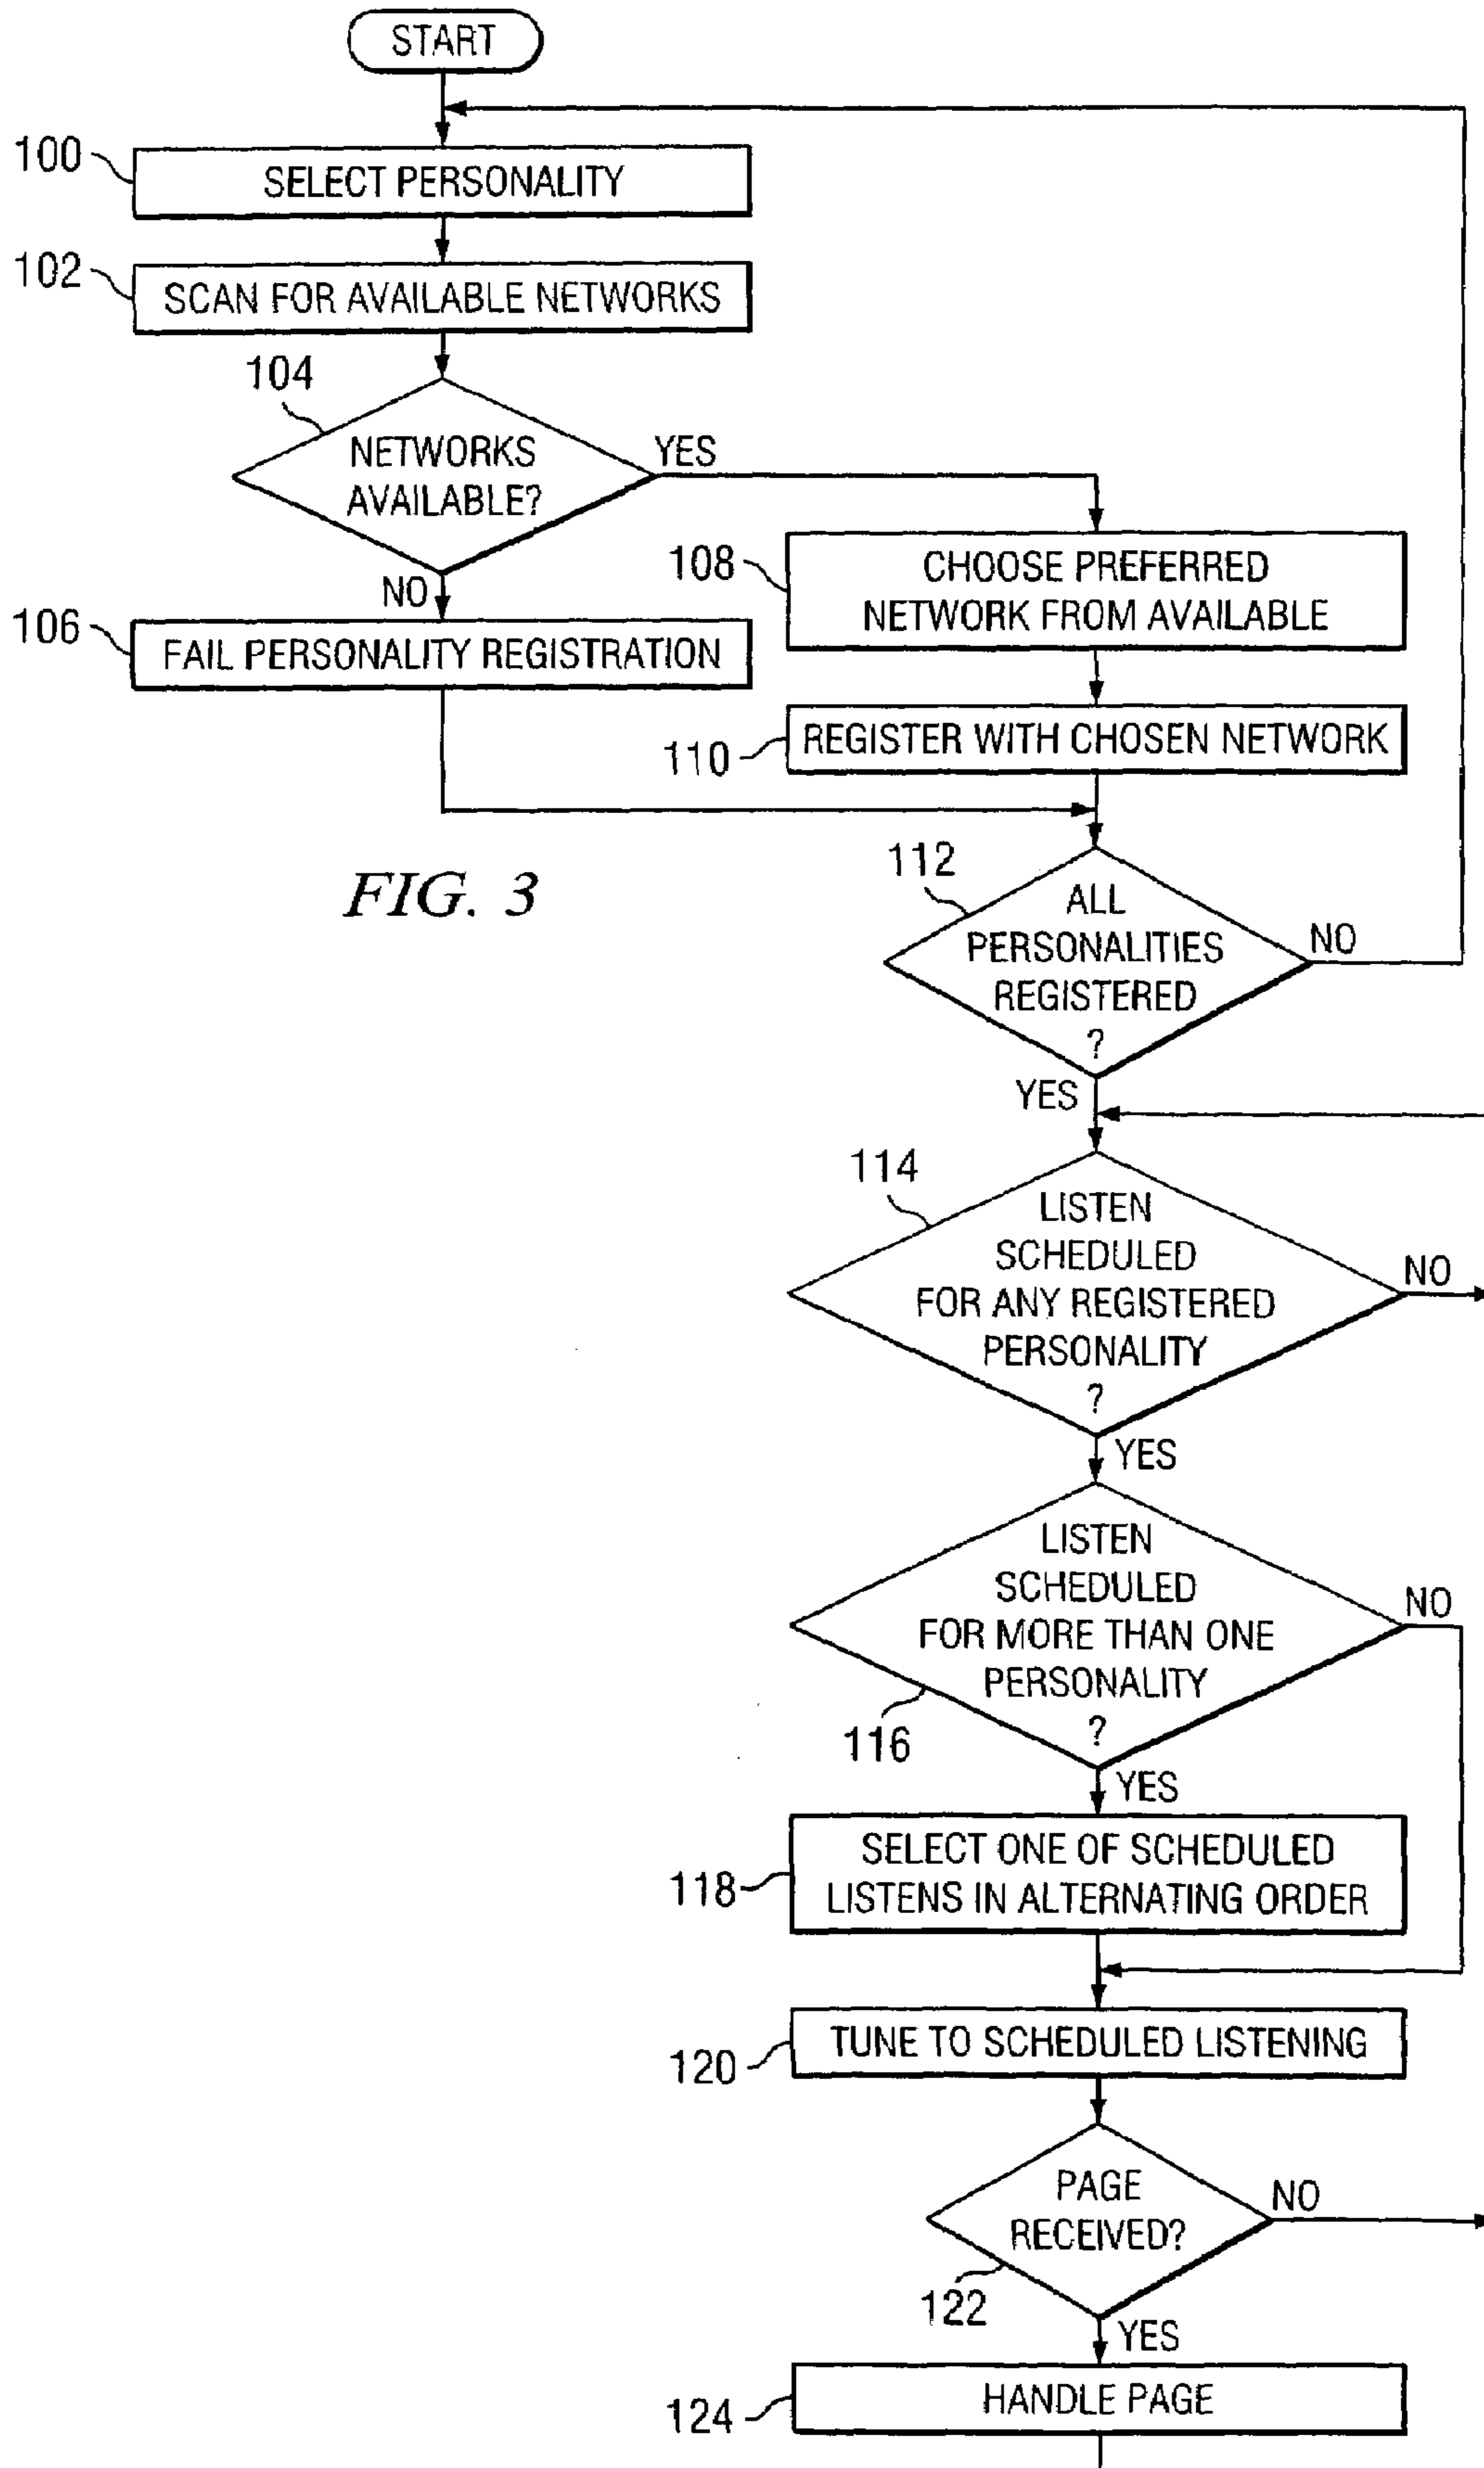 START
100
SELECT PERSONALITY
102
SCAN FOR AVAILABLE NETWORKS
104
NETWORKS
AVAILABLE?
YES
NO
108
CHOOSE PREFERRED
NETWORK FROM AVAILABLE
106
FAIL PERSONALITY REGISTRATION
110
REGISTER WITH CHOSEN NETWORK
FIG. 3
112
ALL
PERSONALITIES
REGISTERED
?
NO
YES
114
LISTEN
SCHEDULED
FOR ANY REGISTERED
PERSONALITY
?
NO
YES
LISTEN
SCHEDULED
FOR MORE THAN ONE
PERSONALITY
?
NO
116
YES
118
SELECT ONE OF SCHEDULED
LISTENS IN ALTERNATING ORDER
120
TUNE TO SCHEDULED LISTENING
PAGE
RECEIVED?
NO
122
YES
124
HANDLE PAGE